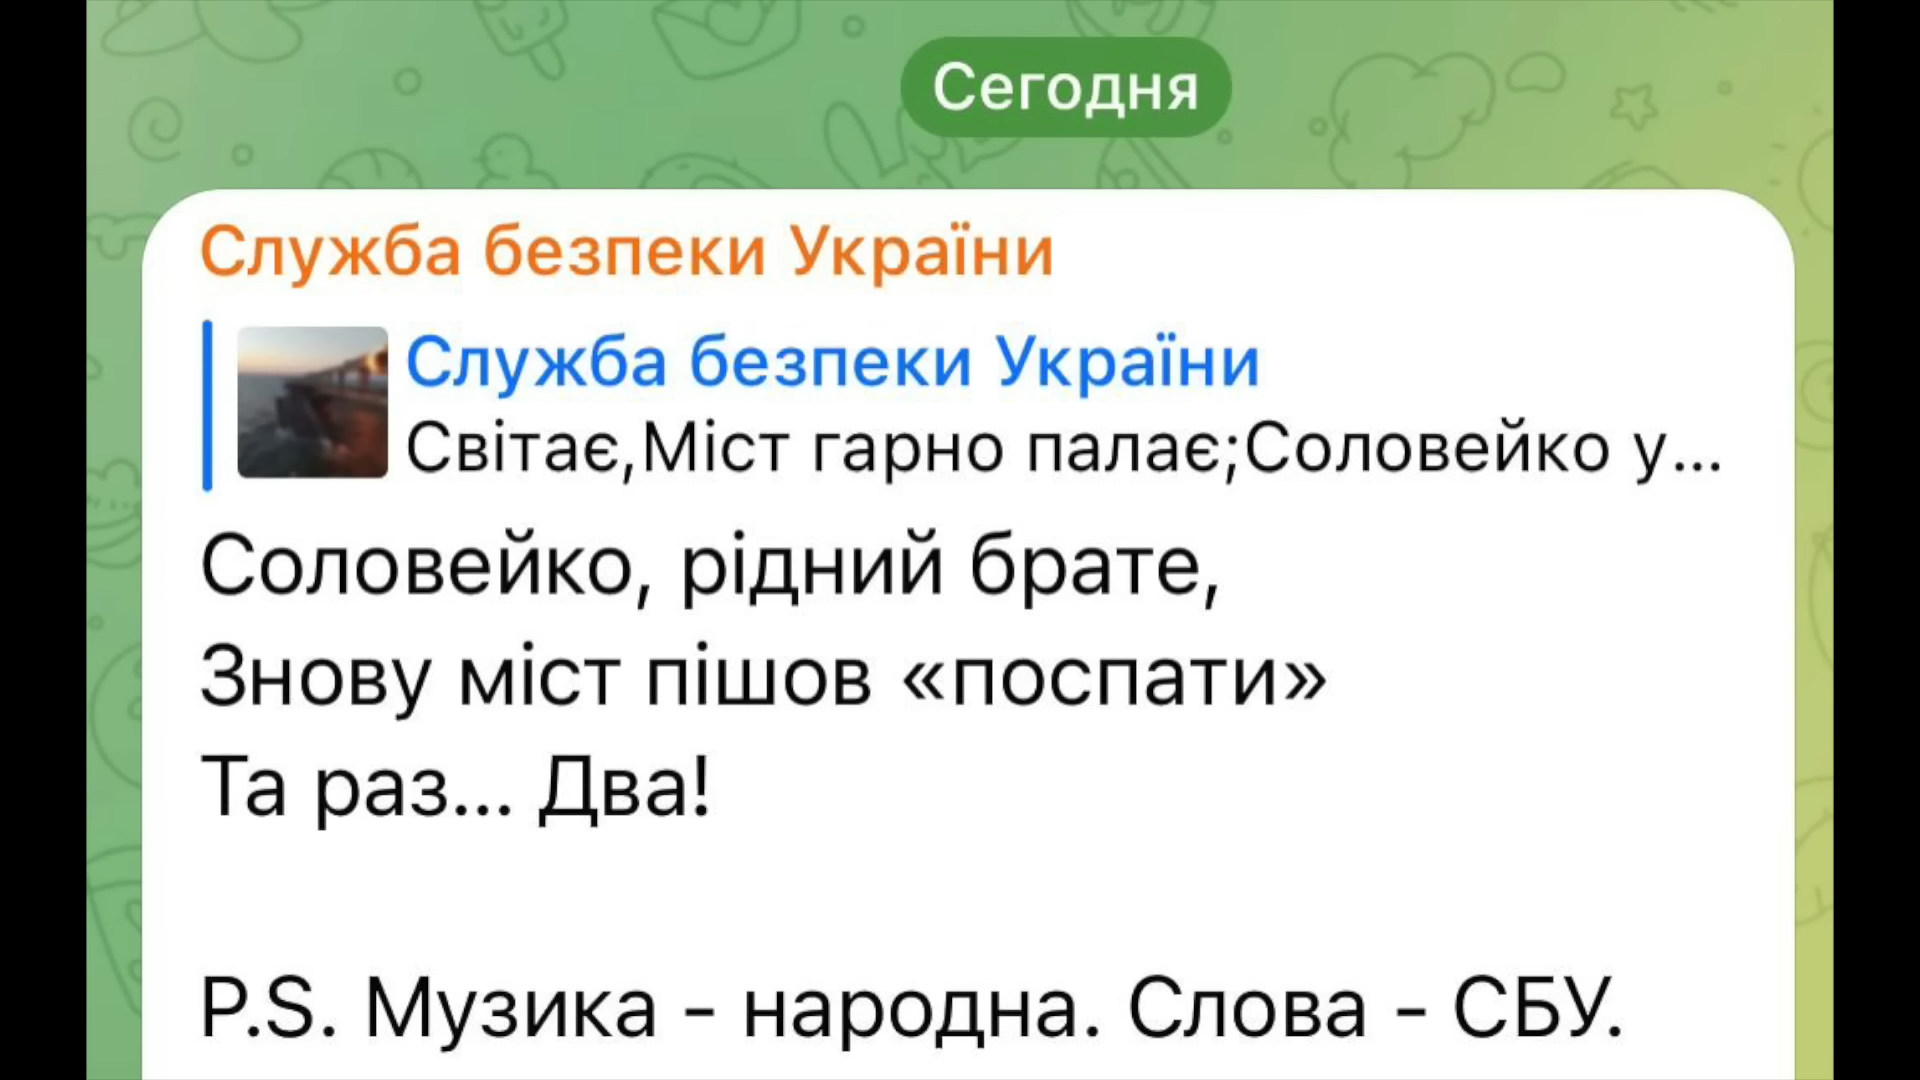 Сегодня
Служба безпеки України
Служба безпеки України
Світає,Міст гарно палає;Соловейко у...
Соловейко, рідний брате,
Знову міст пішов «поспати»
Та раз... Два!
P.S. Музика - народна. Слова - СБУ.